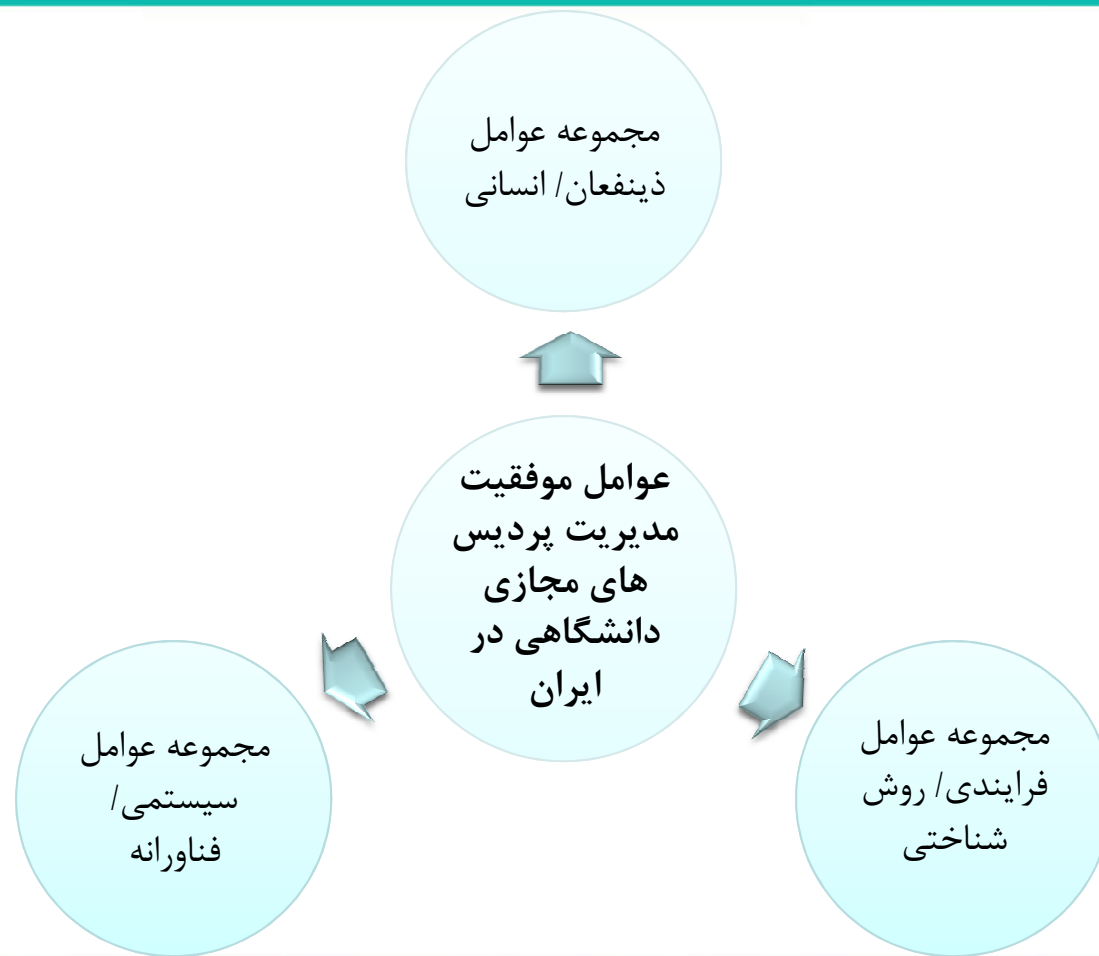 مجموعه عوامل
ذینفعان/ انسانی
عوامل موفقیت
مدیریت پردیس
های مجازی
دانشگاهی در
ایران
مجموعه عوامل
فرایندی/ روش
شناختی
مجموعه عوامل
سیستمی/
فناورانه